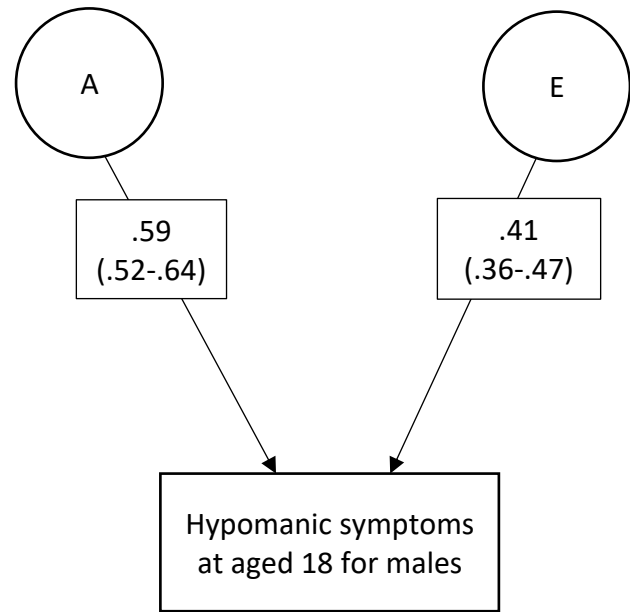 A
E
.59
(.52-.64)
.41
(.36-.47)
Hypomanic symptoms
at aged 18 for males